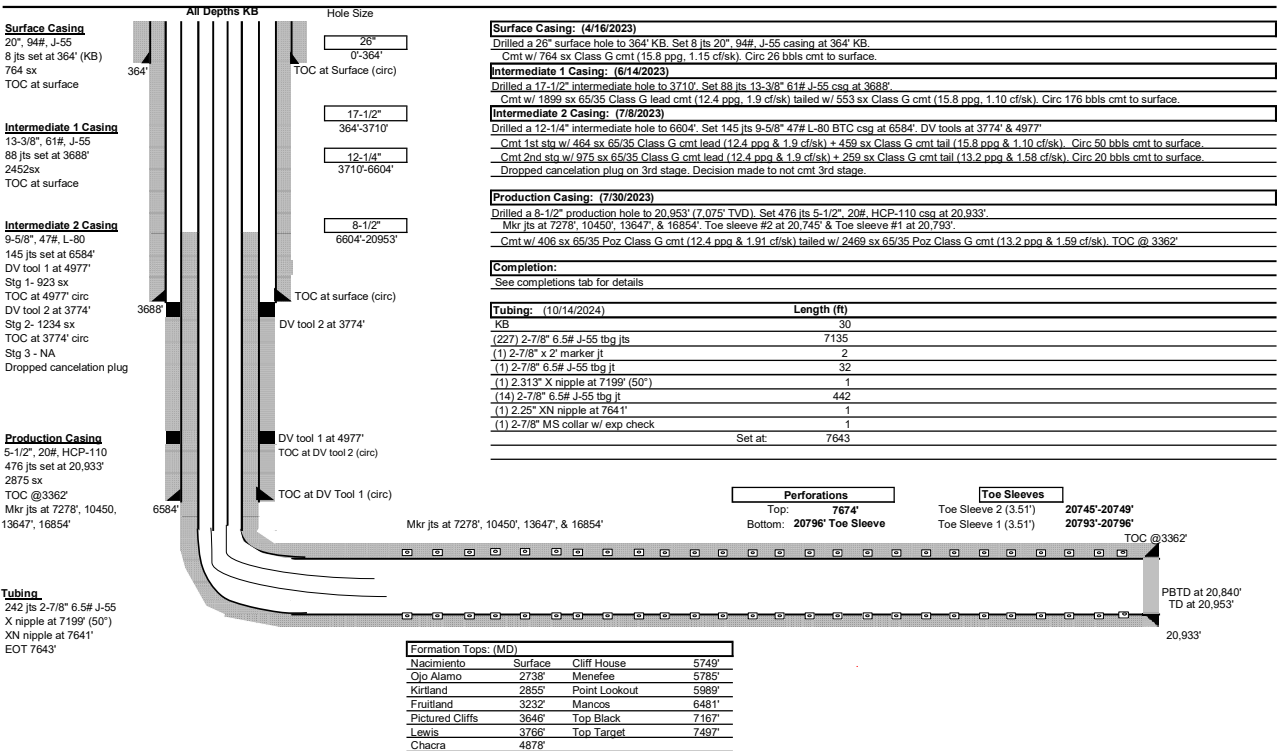 All Depths KB
Hole Size
Surface Casing
20", 94#, J-55
8 jts set at 364' (KB)
764 sx
TOC at surface
364'
26"
0'-364'
TOC at Surface (circ)
Intermediate 1 Casing
13-3/8", 61#, J-55
88 jts set at 3688'
2452sx
TOC at surface
17-1/2"
364'-3710'
12-1/4"
3710'-6604'
Intermediate 2 Casing
9-5/8", 47#, L-80
145 jts set at 6584'
DV tool 1 at 4977'
Stg 1- 923 sx
TOC at 4977' circ
DV tool 2 at 3774'
Stg 2- 1234 sx
TOC at 3774' circ
Stg 3 - NA
Dropped cancelation plug
8-1/2"
6604'-20953'
3688'
TOC at surface (circ)
DV tool 2 at 3774'
Production Casing
5-1/2", 20#, HCP-110
476 jts set at 20,933'
2875 sx
TOC @3362'
Mkr jts at 7278', 10450,
13647', 16854'
DV tool 1 at 4977'
TOC at DV tool 2 (circ)
TOC at DV Tool 1 (circ)
6584'
Tubing
242 jts 2-7/8" 6.5# J-55
X nipple at 7199' (50°)
XN nipple at 7641'
EOT 7643'
Surface Casing: (4/16/2023)
Drilled a 26" surface hole to 364' KB. Set 8 jts 20", 94#, J-55 casing at 364' KB.
Cmt w/ 764 sx Class G cmt (15.8 ppg, 1.15 cf/sk). Circ 26 bbls cmt to surface.
Intermediate 1 Casing: (6/14/2023)
Drilled a 17-1/2" intermediate hole to 3710'. Set 88 jts 13-3/8" 61# J-55 csg at 3688'.
Cmt w/ 1899 sx 65/35 Class G lead cmt (12.4 ppg, 1.9 cf/sk) tailed w/ 553 sx Class G cmt (15.8 ppg, 1.10 cf/sk). Circ 176 bbls cmt to surface.
Intermediate 2 Casing: (7/8/2023)
Drilled a 12-1/4" intermediate hole to 6604'. Set 145 jts 9-5/8" 47# L-80 BTC csg at 6584'. DV tools at 3774' & 4977'
Cmt 1st stg w/ 464 sx 65/35 Class G cmt lead (12.4 ppg & 1.9 cf/sk) + 459 sx Class G cmt tail (15.8 ppg & 1.10 cf/sk). Circ 50 bbls cmt to surface.
Cmt 2nd stg w/ 975 sx 65/35 Class G cmt lead (12.4 ppg & 1.9 cf/sk) + 259 sx Class G cmt tail (13.2 ppg & 1.58 cf/sk). Circ 20 bbls cmt to surface.
Dropped cancelation plug on 3rd stage. Decision made to not cmt 3rd stage.
Production Casing: (7/30/2023)
Drilled a 8-1/2" production hole to 20,953' (7,075' TVD). Set 476 jts 5-1/2", 20#, HCP-110 csg at 20,933'.
Mkr jts at 7278', 10450', 13647', & 16854'. Toe sleeve #2 at 20,745' & Toe sleeve #1 at 20,793'.
Cmt w/ 406 sx 65/35 Poz Class G cmt (12.4 ppg & 1.91 cf/sk) tailed w/ 2469 sx 65/35 Poz Class G cmt (13.2 ppg & 1.59 cf/sk). TOC @ 3362'
Completion:
See completions tab for details
Tubing: (10/14/2024) Length (ft)
KB 30
(227) 2-7/8" 6.5# J-55 tbg jts 7135
(1) 2-7/8" x 2' marker jt 2
(1) 2-7/8" 6.5# J-55 tbg jt 32
(1) 2.313" X nipple at 7199' (50°) 1
(14) 2-7/8" 6.5# J-55 tbg jt 442
(1) 2.25" XN nipple at 7641' 1
(1) 2-7/8" MS collar w/ exp check 1
Set at: 7643
Perforations
Top: 7674'
Bottom: 20796' Toe Sleeve
Toe Sleeves
Toe Sleeve 2 (3.51') 20745'-20749'
Toe Sleeve 1 (3.51') 20793'-20796'
Mkr jts at 7278', 10450', 13647', & 16854'
TOC @3362'
PBTD at 20,840'
TD at 20,953'
20,933'
Formation Tops: (MD)
Nacimiento Surface Cliff House 5749'
Ojo Alamo 2738' Menefee 5785'
Kirtland 2855' Point Lookout 5989'
Fruitland 3232' Mancos 6481'
Pictured Cliffs 3646' Top Black 7167'
Lewis 3766' Top Target 7497'
Chacra 4878'